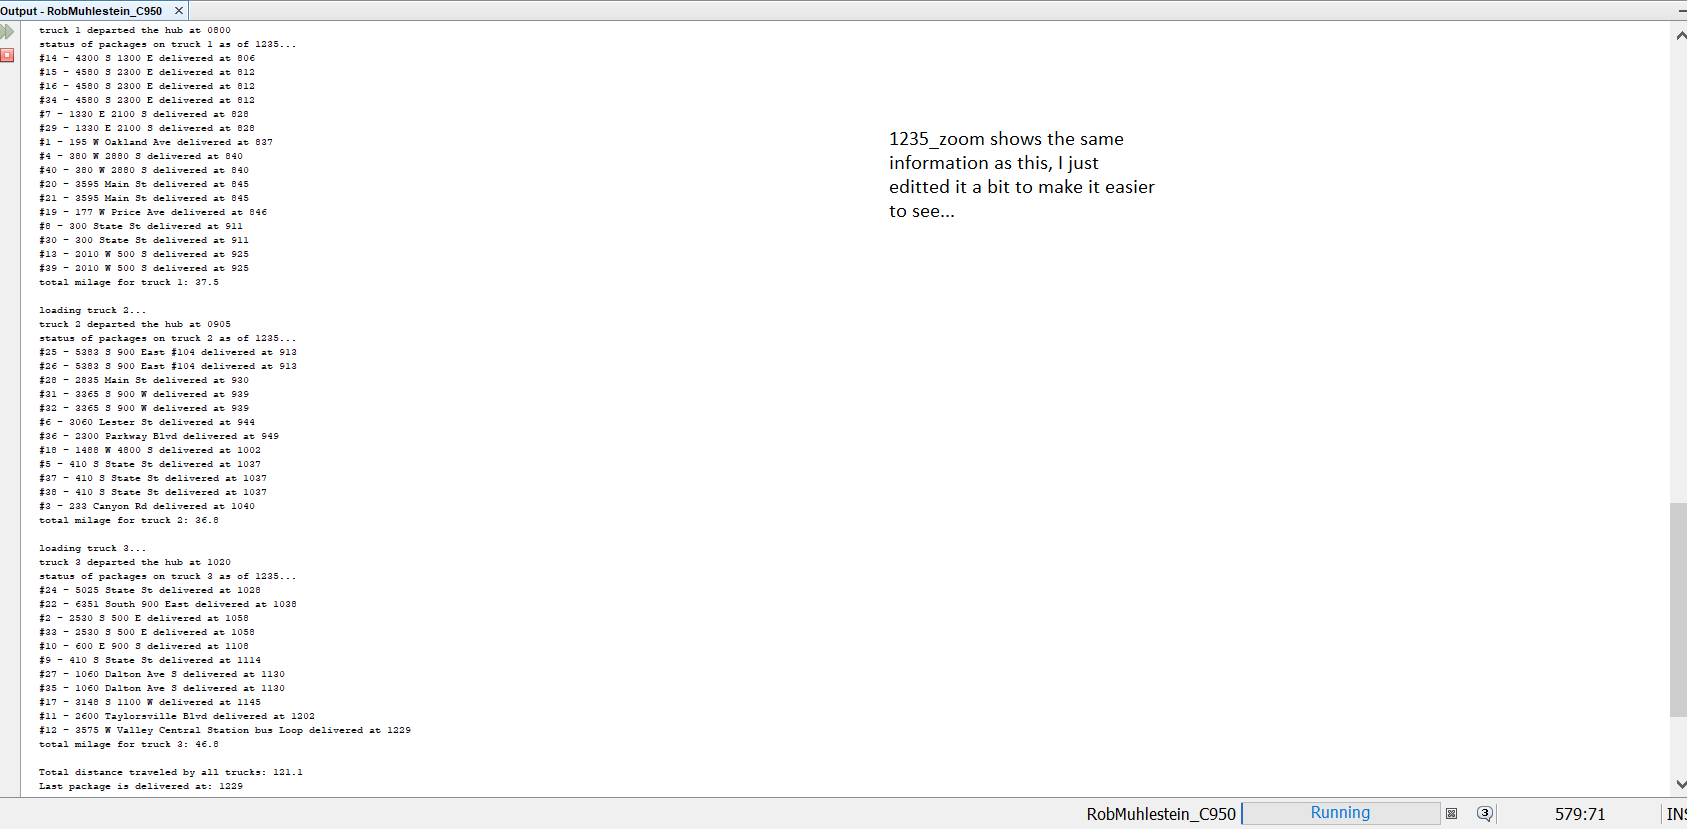 Output - RobMuhlestein_C950 ×
truck 1 departed the hub at 0800
status of packages on truck 1 as of 1235...
#14 - 4300 S 1300 E delivered at 806
#15 - 4580 S 2300 E delivered at 812
#16 - 4580 S 2300 E delivered at 812
#34 - 4580 S 2300 E delivered at 812
#7 - 1330 E 2100 S delivered at 828
#29 - 1330 E 2100 S delivered at 828
#1 - 195 W Oakland Ave delivered at 837
#4 - 380 W 2880 S delivered at 840
#40 - 380 W 2880 S delivered at 840
#20 - 3595 Main St delivered at 845
#21 - 3595 Main St delivered at 845
#19 - 177 W Price Ave delivered at 846
#8 - 300 State St delivered at 911
#30 - 300 State St delivered at 911
#13 - 2010 W 500 S delivered at 925
#39 - 2010 W 500 S delivered at 925
total milage for truck 1: 37.5
loading truck 2...
truck 2 departed the hub at 0905
status of packages on truck 2 as of 1235...
#25 - 5383 S 900 East #104 delivered at 913
#26 - 5383 S 900 East #104 delivered at 913
#28 - 2835 Main St delivered at 930
#31 - 3365 S 900 W delivered at 939
#32 - 3365 S 900 W delivered at 939
#6 - 3060 Lester St delivered at 944
#36 - 2300 Parkway Blvd delivered at 949
#18 - 1488 W 4800 S delivered at 1002
#5 - 410 S State St delivered at 1037
#37 - 410 S State St delivered at 1037
#38 - 410 S State St delivered at 1037
#3 - 233 Canyon Rd delivered at 1040
total milage for truck 2: 36.8
loading truck 3...
truck 3 departed the hub at 1020
status of packages on truck 3 as of 1235...
#24 - 5025 State St delivered at 1028
#22 - 6351 South 900 East delivered at 1038
#2 - 2530 S 500 E delivered at 1058
#33 - 2530 S 500 E delivered at 1058
#10 - 600 E 900 S delivered at 1108
#9 - 410 S State St delivered at 1114
#27 - 1060 Dalton Ave S delivered at 1130
#35 - 1060 Dalton Ave S delivered at 1130
#17 - 3148 S 1100 W delivered at 1145
#11 - 2600 Taylorsville Blvd delivered at 1202
#12 - 3575 W Valley Central Station bus Loop delivered at 1229
total milage for truck 3: 46.8
Total distance traveled by all trucks: 121.1
Last package is delivered at: 1229
1235_zoom shows the same
information as this, I just
editted it a bit to make it easier
to see...
RobMuhlestein_C950 Running 3 579:71 INS